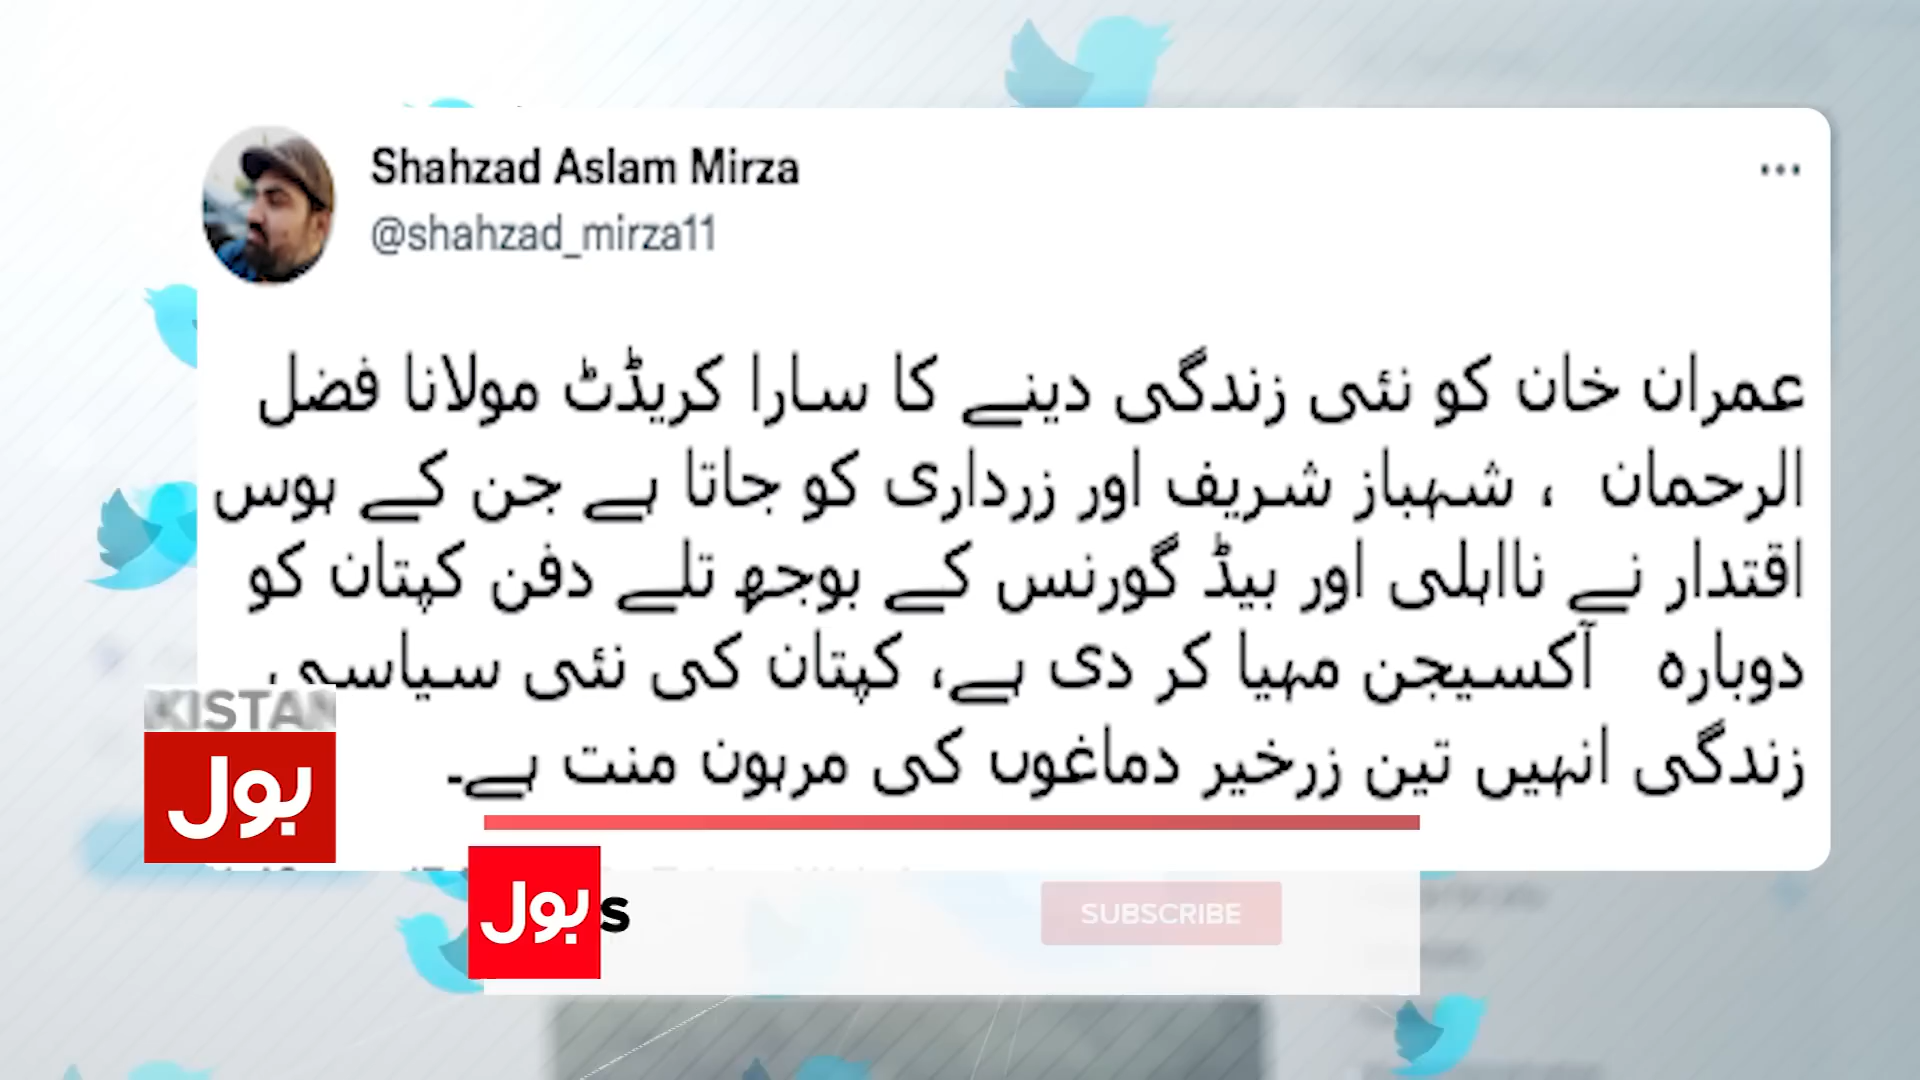 Shahzad Aslam Mirza
@shahzad_mirza11
عمران خان کو نئی زندگی دینے کا سارا کریڈٹ مولانا فضل
الرحمان ، شہباز شریف اور زرداری کو جاتا ہے جن کے ہوس
اقتدار نے نااہلی اور بیڈ گورنس کے بوجھ تلے دفن کپتان کو
دوبارہ آکسیجن مہیا کر دی ہے، کپتان کی نئی سیاسی
زندگی انہیں تین زرخیر دماغوں کی مرہون منت ہے۔
KISTAN
بول
بول s
SUBSCRIBE